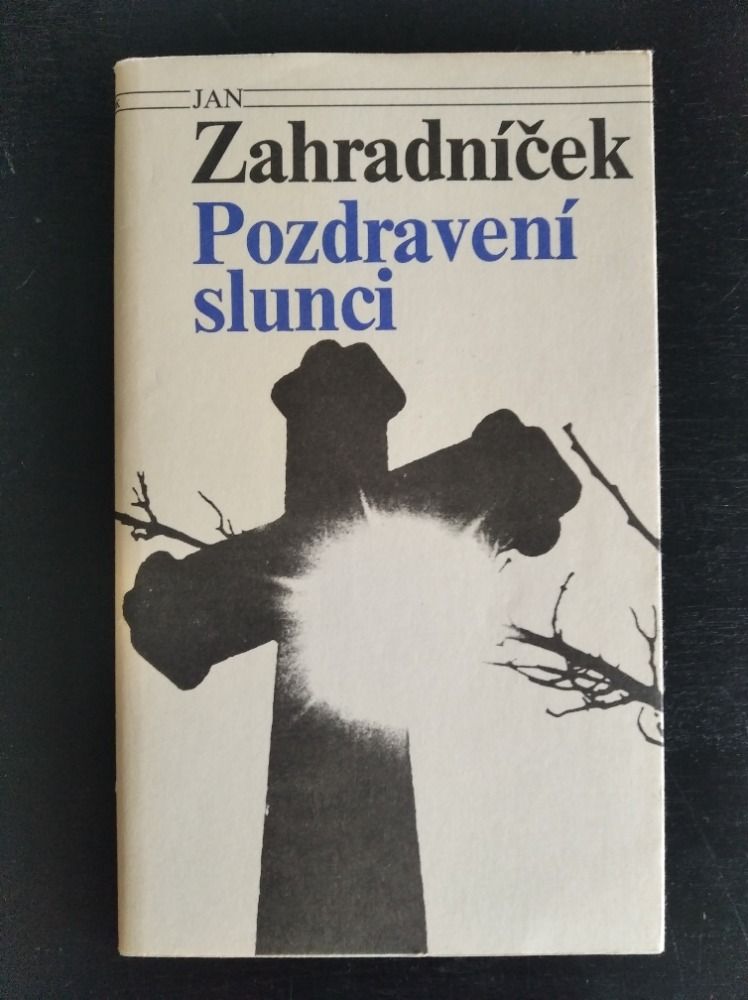 JAN
Zahradníček
Pozdravení
slunci